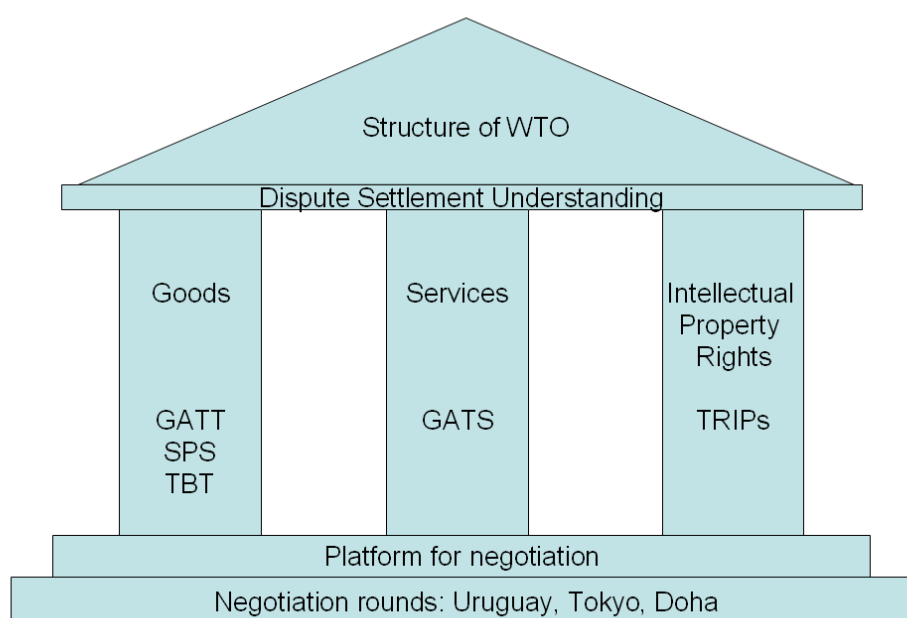 Structure of WTO
Dispute Settlement Understanding
Goods
GATT
SPS
TBT
Services
GATS
Intellectual
Property
Rights
TRIPs
Platform for negotiation
Negotiation rounds: Uruguay, Tokyo, Doha